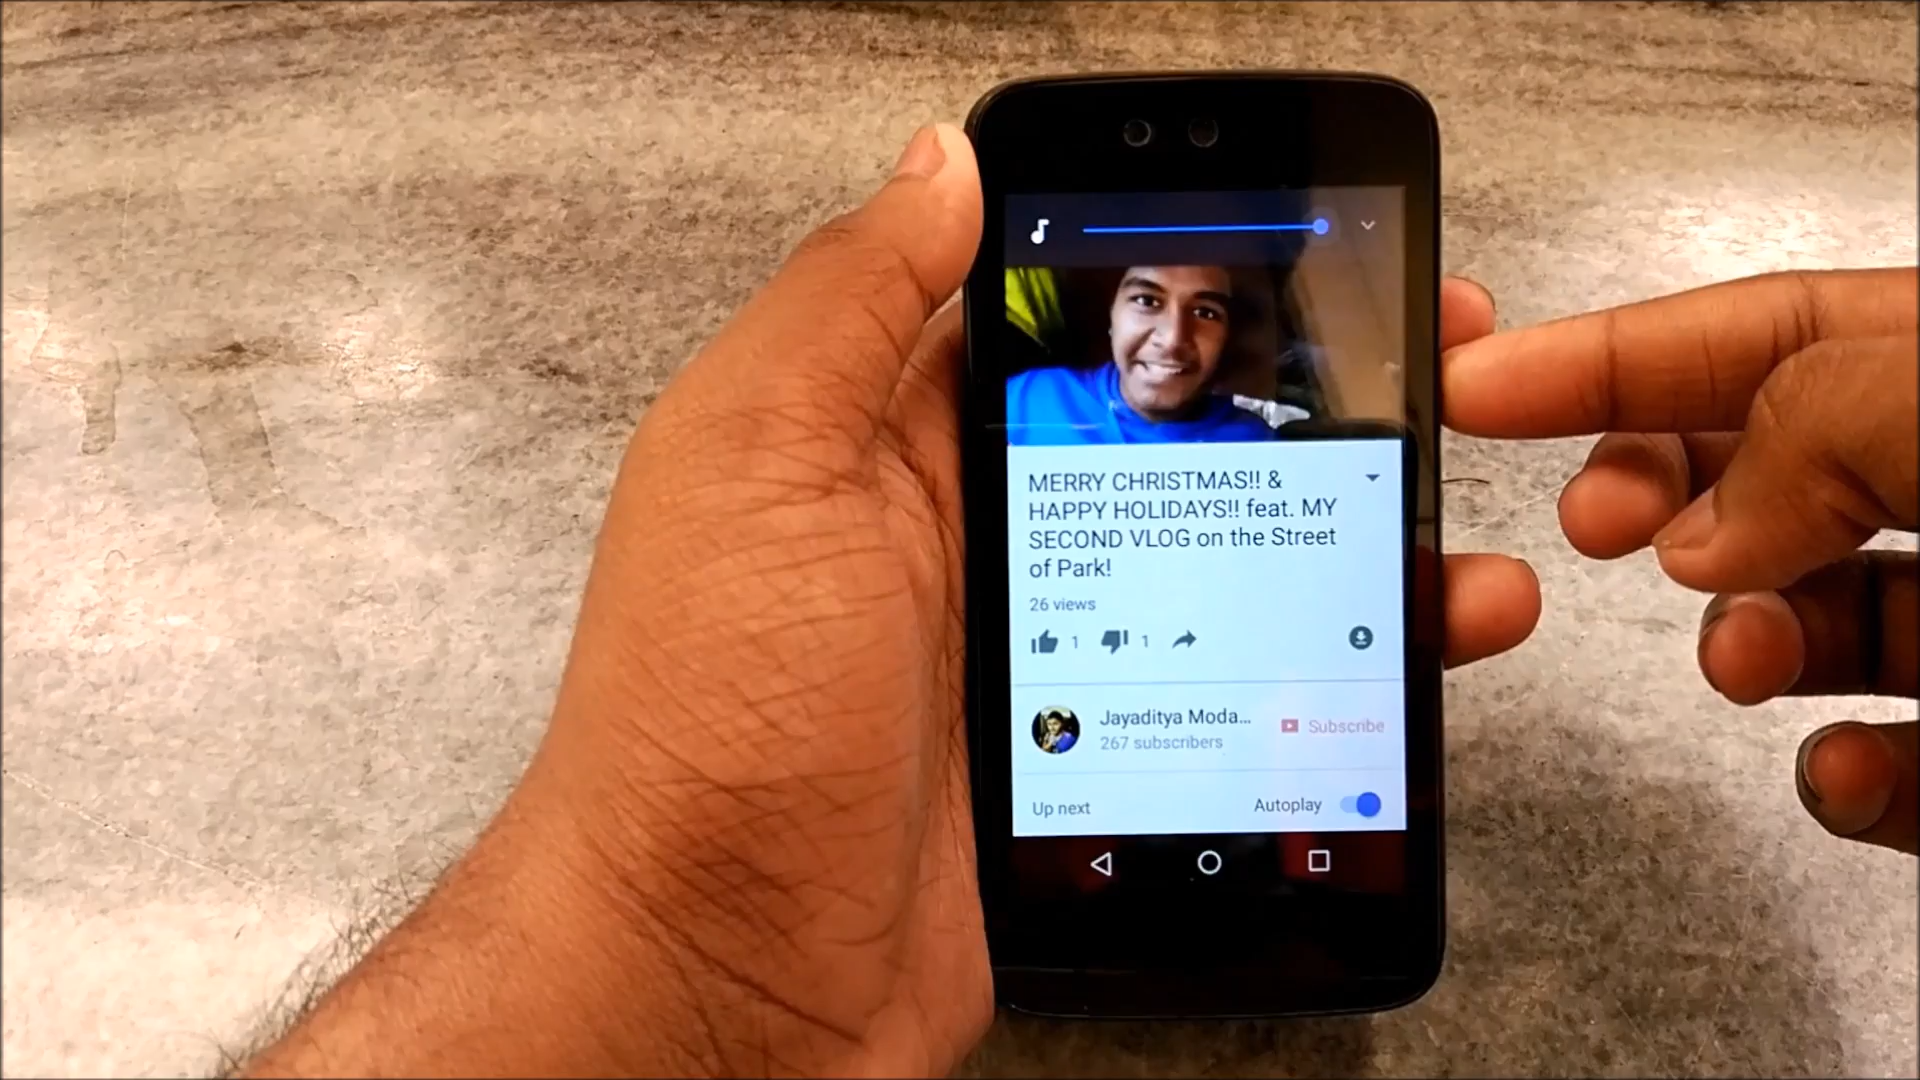 MERRY CHRISTMAS!! &
HAPPY HOLIDAYS!! feat. MY
SECOND VLOG on the Street
of Park!
26 views
1 1
Jayaditya Moda...
Subscribe
267 subscribers
Up next
Autoplay